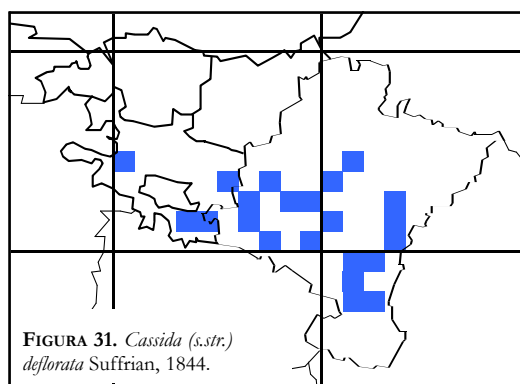 FIGURA 31. Cassida (s.str.)
deflorata Suffrian, 1844.